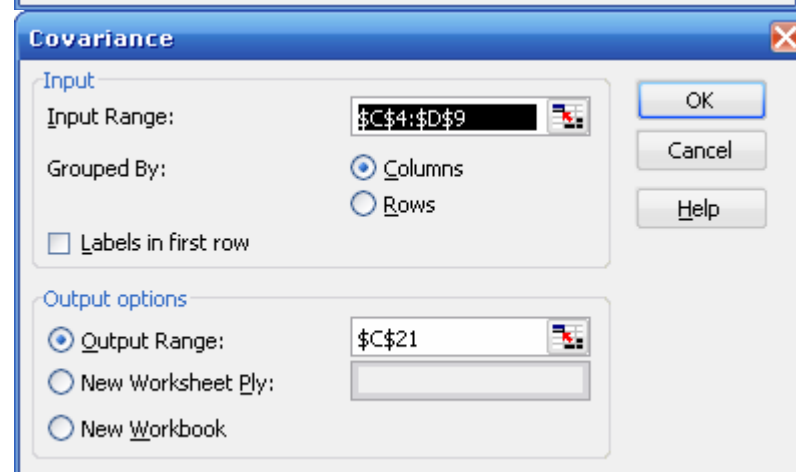 Covariance
Input
Input Range: $C$4:$D$9
OK
Grouped By: Columns
Cancel
Rows
Help
Labels in first row
Output options
Output Range: $C$21
New Worksheet Ply:
New Workbook